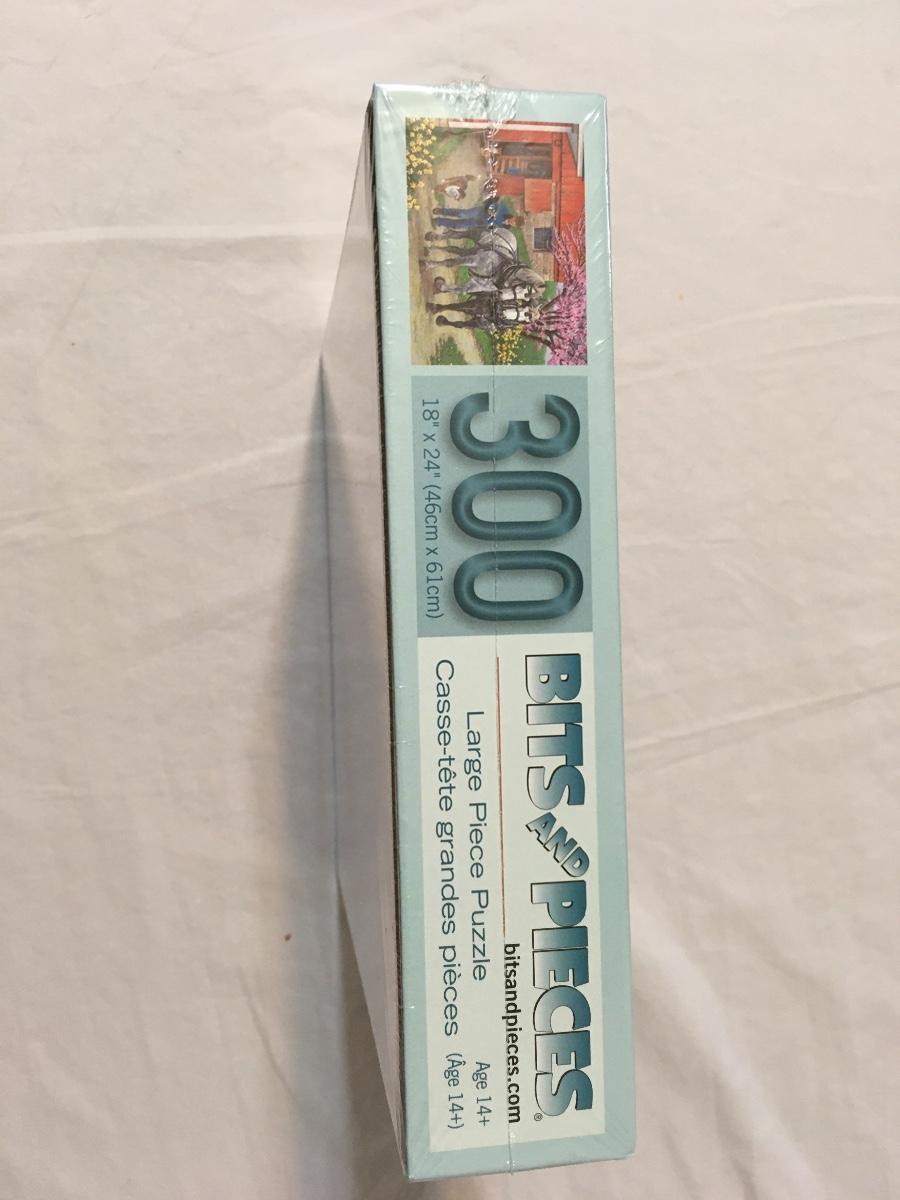 300
18" x 24" (46cm x 61cm)
BITS AND PIECES®
bitsandpieces.com
Large Piece Puzzle Age 14+
Casse-tête grandes pièces (Âge 14+)